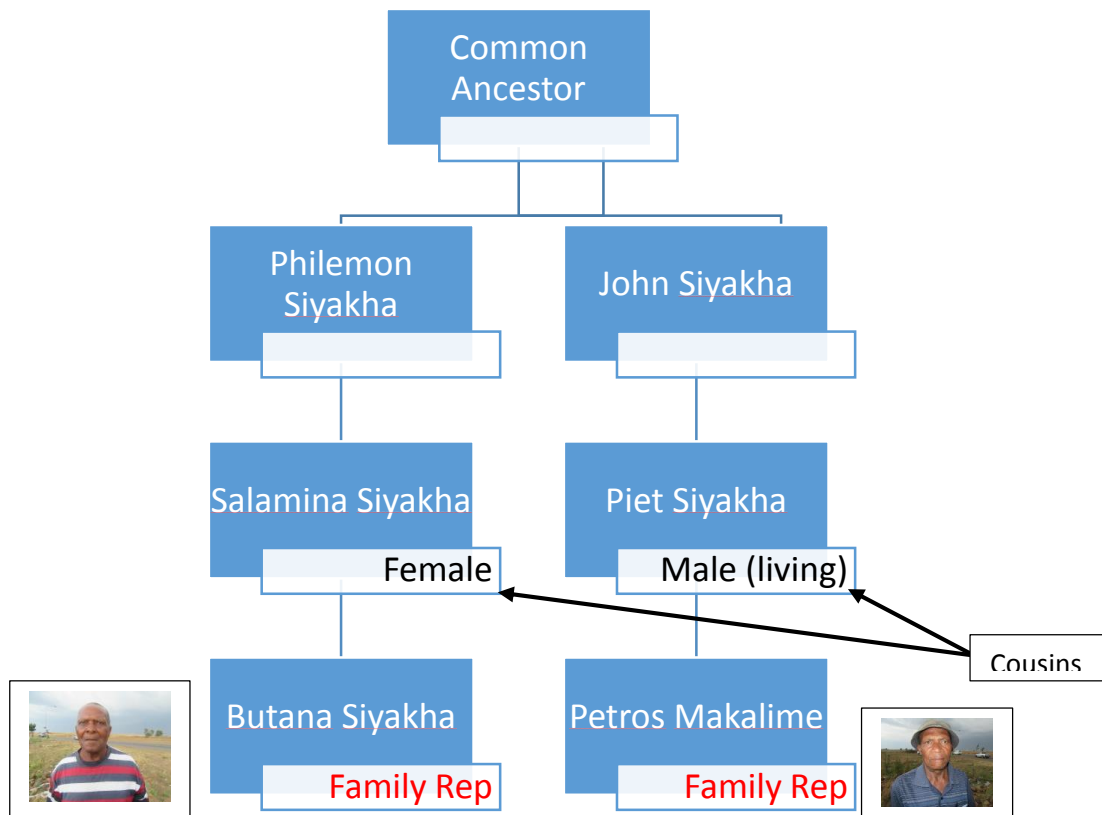 Common
Ancestor
Philemon
Siyakha
John Siyakha
Salamina Siyakha
Female
Piet Siyakha
Male (living)
Cousins
Butana Siyakha
Family Rep
Petros Makalime
Family Rep